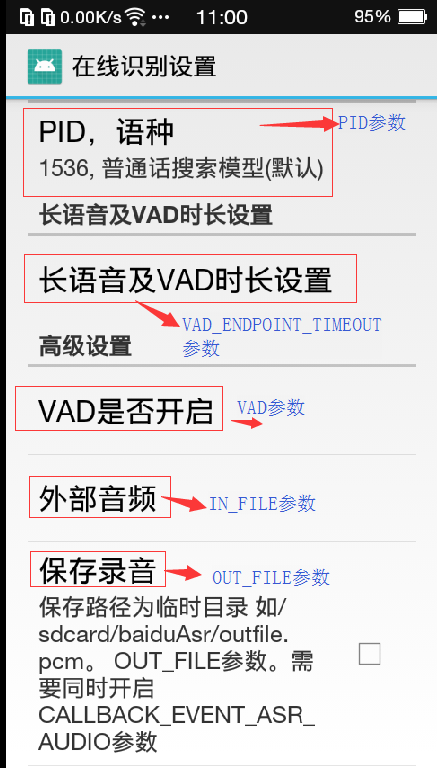 0.00K/s 11:00 95%
在线识别设置
PID，语种 PID参数
1536, 普通话搜索模型(默认)
长语音及VAD时长设置
长语音及VAD时长设置
VAD_ENDPOINT_TIMEOUT
参数
高级设置
VAD是否开启 VAD参数
外部音频 IN_FILE参数
保存录音 OUT_FILE参数
保存路径为临时目录 如/
sdcard/baiduAsr/outfile.
pcm。 OUT_FILE参数。需
要同时开启
CALLBACK_EVENT_ASR_
AUDIO参数